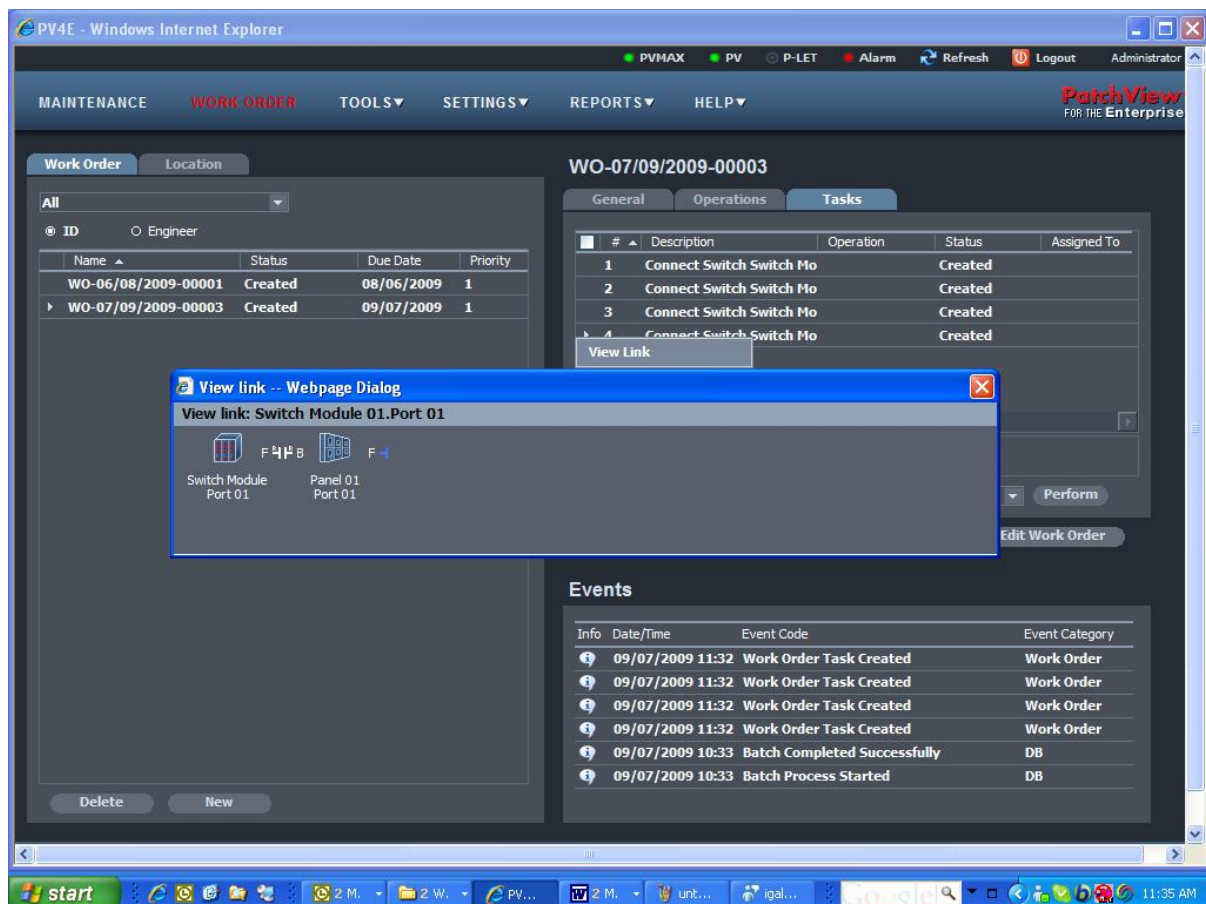 PV4E - Windows Internet Explorer
PVMAX PV P-LET Alarm Refresh Logout Administrator
MAINTENANCE WORK ORDER TOOLS▼ SETTINGS▼ REPORTS▼ HELP▼
PatchView
FOR THE Enterprise
Work Order Location
All
ID Engineer
Name Status Due Date Priority
WO-06/08/2009-00001 Created 08/06/2009 1
WO-07/09/2009-00003 Created 09/07/2009 1
Delete New
WO-07/09/2009-00003
General Operations Tasks
# Description Operation Status Assigned To
1 Connect Switch Switch Mo Created
2 Connect Switch Switch Mo Created
3 Connect Switch Switch Mo Created
4 Connect Switch Switch Mo Created
View Link
View link -- Webpage Dialog
View link: Switch Module 01.Port 01
F B F
Switch Module Panel 01
Port 01 Port 01
Perform
Edit Work Order
Events
Info Date/Time Event Code Event Category
09/07/2009 11:32 Work Order Task Created Work Order
09/07/2009 11:32 Work Order Task Created Work Order
09/07/2009 11:32 Work Order Task Created Work Order
09/07/2009 11:32 Work Order Task Created Work Order
09/07/2009 10:33 Batch Completed Successfully DB
09/07/2009 10:33 Batch Process Started DB
start 2 M. 2 W. PV... 2 M. unt... igal... Google 11:35 AM